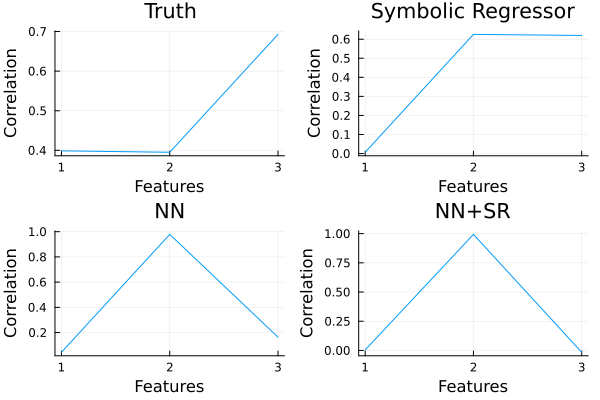 Truth
Correlation
0.7
0.6
0.5
0.4
1
2
3
Features
Symbolic Regressor
Correlation
0.6
0.5
0.4
0.3
0.2
0.1
0.0
1
2
3
Features
NN
Correlation
1.0
0.8
0.6
0.4
0.2
1
2
3
Features
NN+SR
Correlation
1.00
0.75
0.50
0.25
0.00
1
2
3
Features